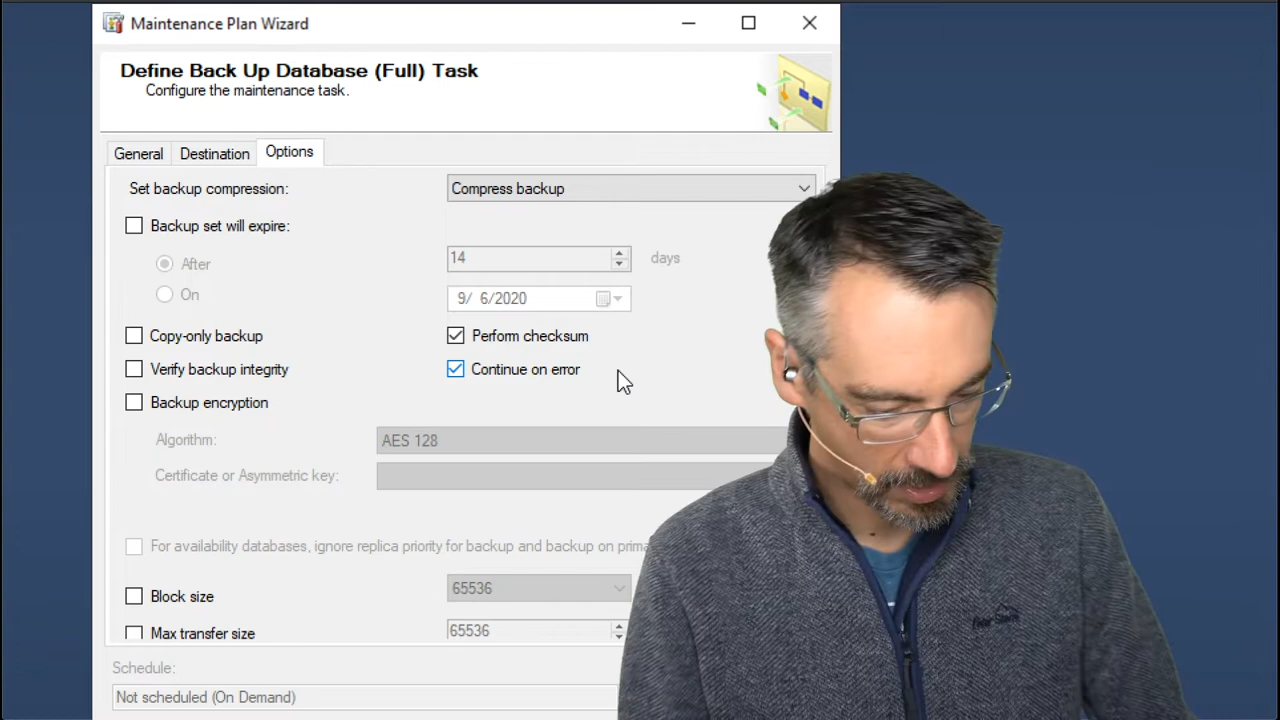 Maintenance Plan Wizard
Define Back Up Database (Full) Task
Configure the maintenance task.
General Destination Options
Set backup compression: Compress backup
Backup set will expire:
After 14 days
On 9/ 6/2020
Copy-only backup Perform checksum
Verify backup integrity Continue on error
Backup encryption
Algorithm: AES 128
Certificate or Asymmetric key:
For availability databases, ignore replica priority for backup and backup on prima
Block size 65536
Max transfer size 65536
Schedule:
Not scheduled (On Demand)